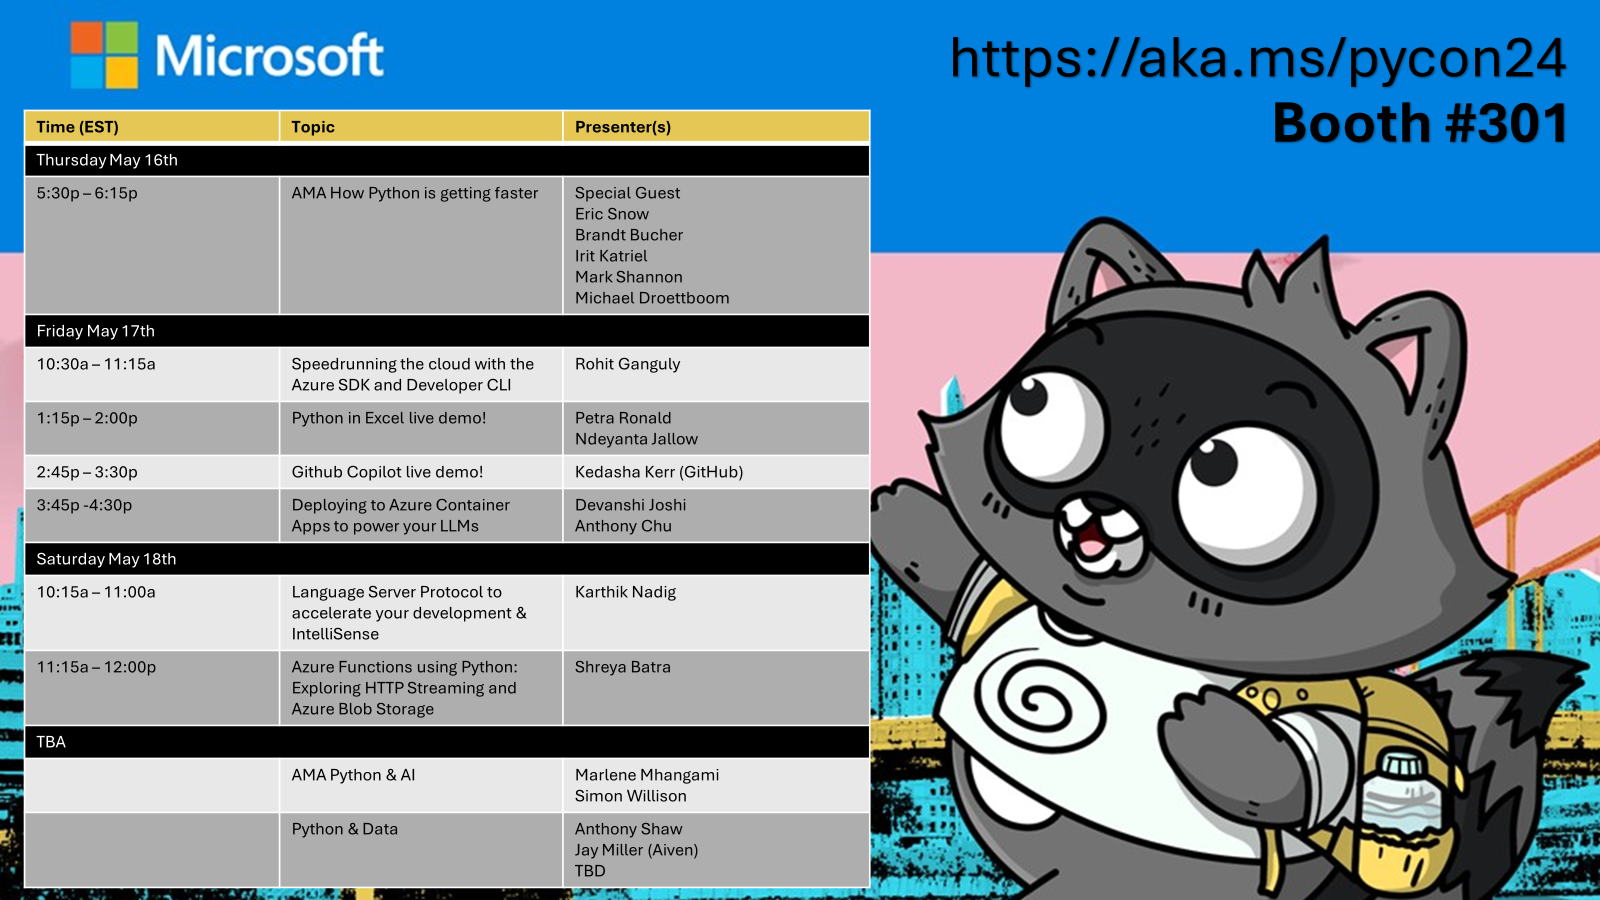 Microsoft
https://aka.ms/pycon24
Booth #301
Time (EST) Topic Presenter(s)
Thursday May 16th
5:30p – 6:15p AMA How Python is getting faster Special Guest
Eric Snow
Brandt Bucher
Irit Katriel
Mark Shannon
Michael Droettboom
Friday May 17th
10:30a – 11:15a Speedrunning the cloud with the Rohit Ganguly
Azure SDK and Developer CLI
1:15p – 2:00p Python in Excel live demo! Petra Ronald
Ndeyanta Jallow
2:45p – 3:30p Github Copilot live demo! Kedasha Kerr (GitHub)
3:45p -4:30p Deploying to Azure Container Devanshi Joshi
Apps to power your LLMs Anthony Chu
Saturday May 18th
10:15a – 11:00a Language Server Protocol to Karthik Nadig
accelerate your development &
IntelliSense
11:15a – 12:00p Azure Functions using Python: Shreya Batra
Exploring HTTP Streaming and
Azure Blob Storage
TBA
AMA Python & AI Marlene Mhangami
Simon Willison
Python & Data Anthony Shaw
Jay Miller (Aiven)
TBD